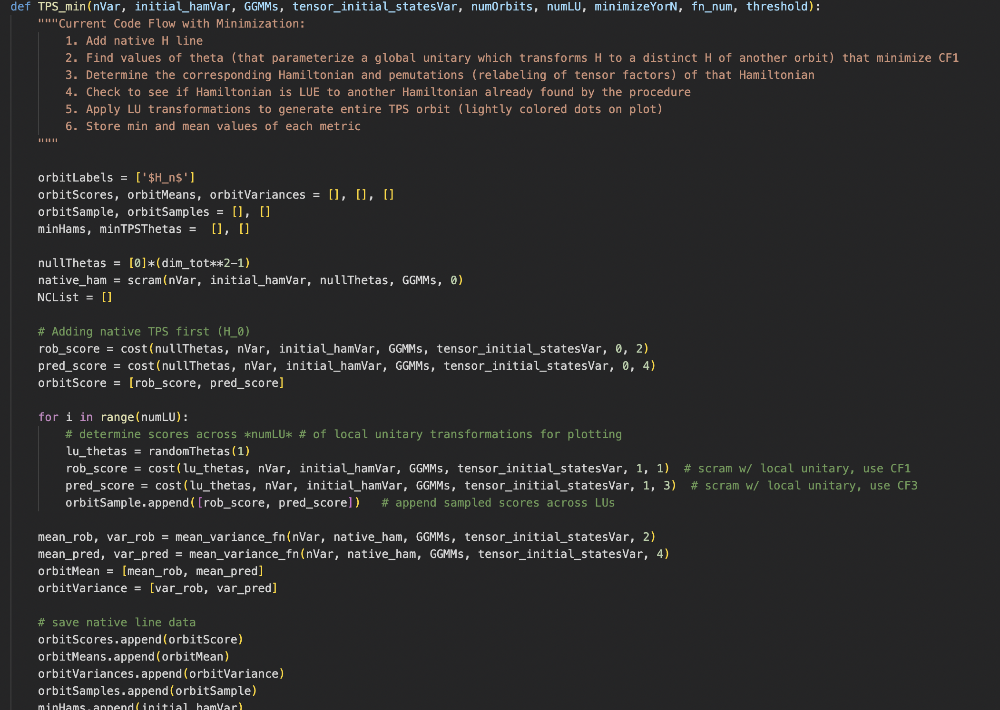 def TPS_min(nVar, initial_hamVar, GGMMs, tensor_initial_statesVar, numOrbits, numLU, minimizeYorN, fn_num, threshold):
    """Current Code Flow with Minimization:
        1. Add native H line
        2. Find values of theta (that parameterize a global unitary which transforms H to a distinct H of another orbit) that minimize CF1
        3. Determine the corresponding Hamiltonian and pemutations (relabeling of tensor factors) of that Hamiltonian
        4. Check to see if Hamiltonian is LUE to another Hamiltonian already found by the procedure
        5. Apply LU transformations to generate entire TPS orbit (lightly colored dots on plot)
        6. Store min and mean values of each metric
    """
    orbitLabels = ['$H_n$']
    orbitScores, orbitMeans, orbitVariances = [], [], []
    orbitSample, orbitSamples = [], []
    minHams, minTPSThetas =  [], []
    nullThetas = [0]*(dim_tot**2-1)
    native_ham = scram(nVar, initial_hamVar, nullThetas, GGMMs, 0)
    NCList = []
    # Adding native TPS first (H_0)
    rob_score = cost(nullThetas, nVar, initial_hamVar, GGMMs, tensor_initial_statesVar, 0, 2)
    pred_score = cost(nullThetas, nVar, initial_hamVar, GGMMs, tensor_initial_statesVar, 0, 4)
    orbitScore = [rob_score, pred_score]
    for i in range(numLU):
        # determine scores across *numLU* # of local unitary transformations for plotting
        lu_thetas = randomThetas(1)
        rob_score = cost(lu_thetas, nVar, initial_hamVar, GGMMs, tensor_initial_statesVar, 1, 1)  # scram w/ local unitary, use CF1
        pred_score = cost(lu_thetas, nVar, initial_hamVar, GGMMs, tensor_initial_statesVar, 1, 3)  # scram w/ local unitary, use CF3
        orbitSample.append([rob_score, pred_score])   # append sampled scores across LUs
    mean_rob, var_rob = mean_variance_fn(nVar, native_ham, GGMMs, tensor_initial_statesVar, 2)
    mean_pred, var_pred = mean_variance_fn(nVar, native_ham, GGMMs, tensor_initial_statesVar, 4)
    orbitMean = [mean_rob, mean_pred]
    orbitVariance = [var_rob, var_pred]
    # save native line data
    orbitScores.append(orbitScore)
    orbitMeans.append(orbitMean)
    orbitVariances.append(orbitVariance)
    orbitSamples.append(orbitSample)
    minHams.append(initial_hamVar)